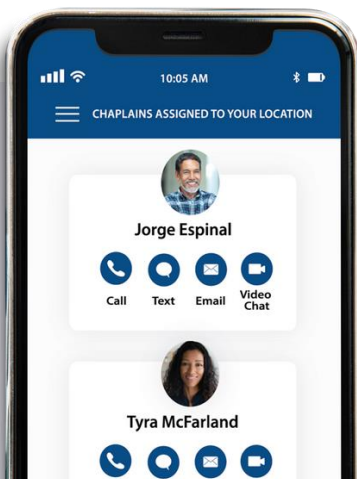 10:05 AM
CHAPLAINS ASSIGNED TO YOUR LOCATION
Jorge Espinal
Call Text Email Video Chat
Tyra McFarland